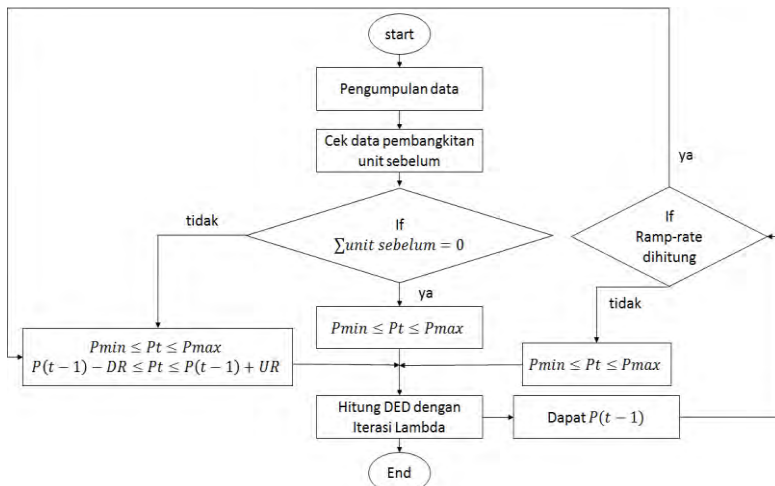 start
Pengumpulan data
Cek data pembangkitan
unit sebelum
ya
If
∑unit sebelum = 0
tidak
If
Ramp-rate
dihitung
ya
tidak
Pmin ≤ Pt ≤ Pmax
Pmin ≤ Pt ≤ Pmax
P(t − 1) − DR ≤ Pt ≤ P(t − 1) + UR
Pmin ≤ Pt ≤ Pmax
Hitung DED dengan
Iterasi Lambda
Dapat P(t − 1)
End